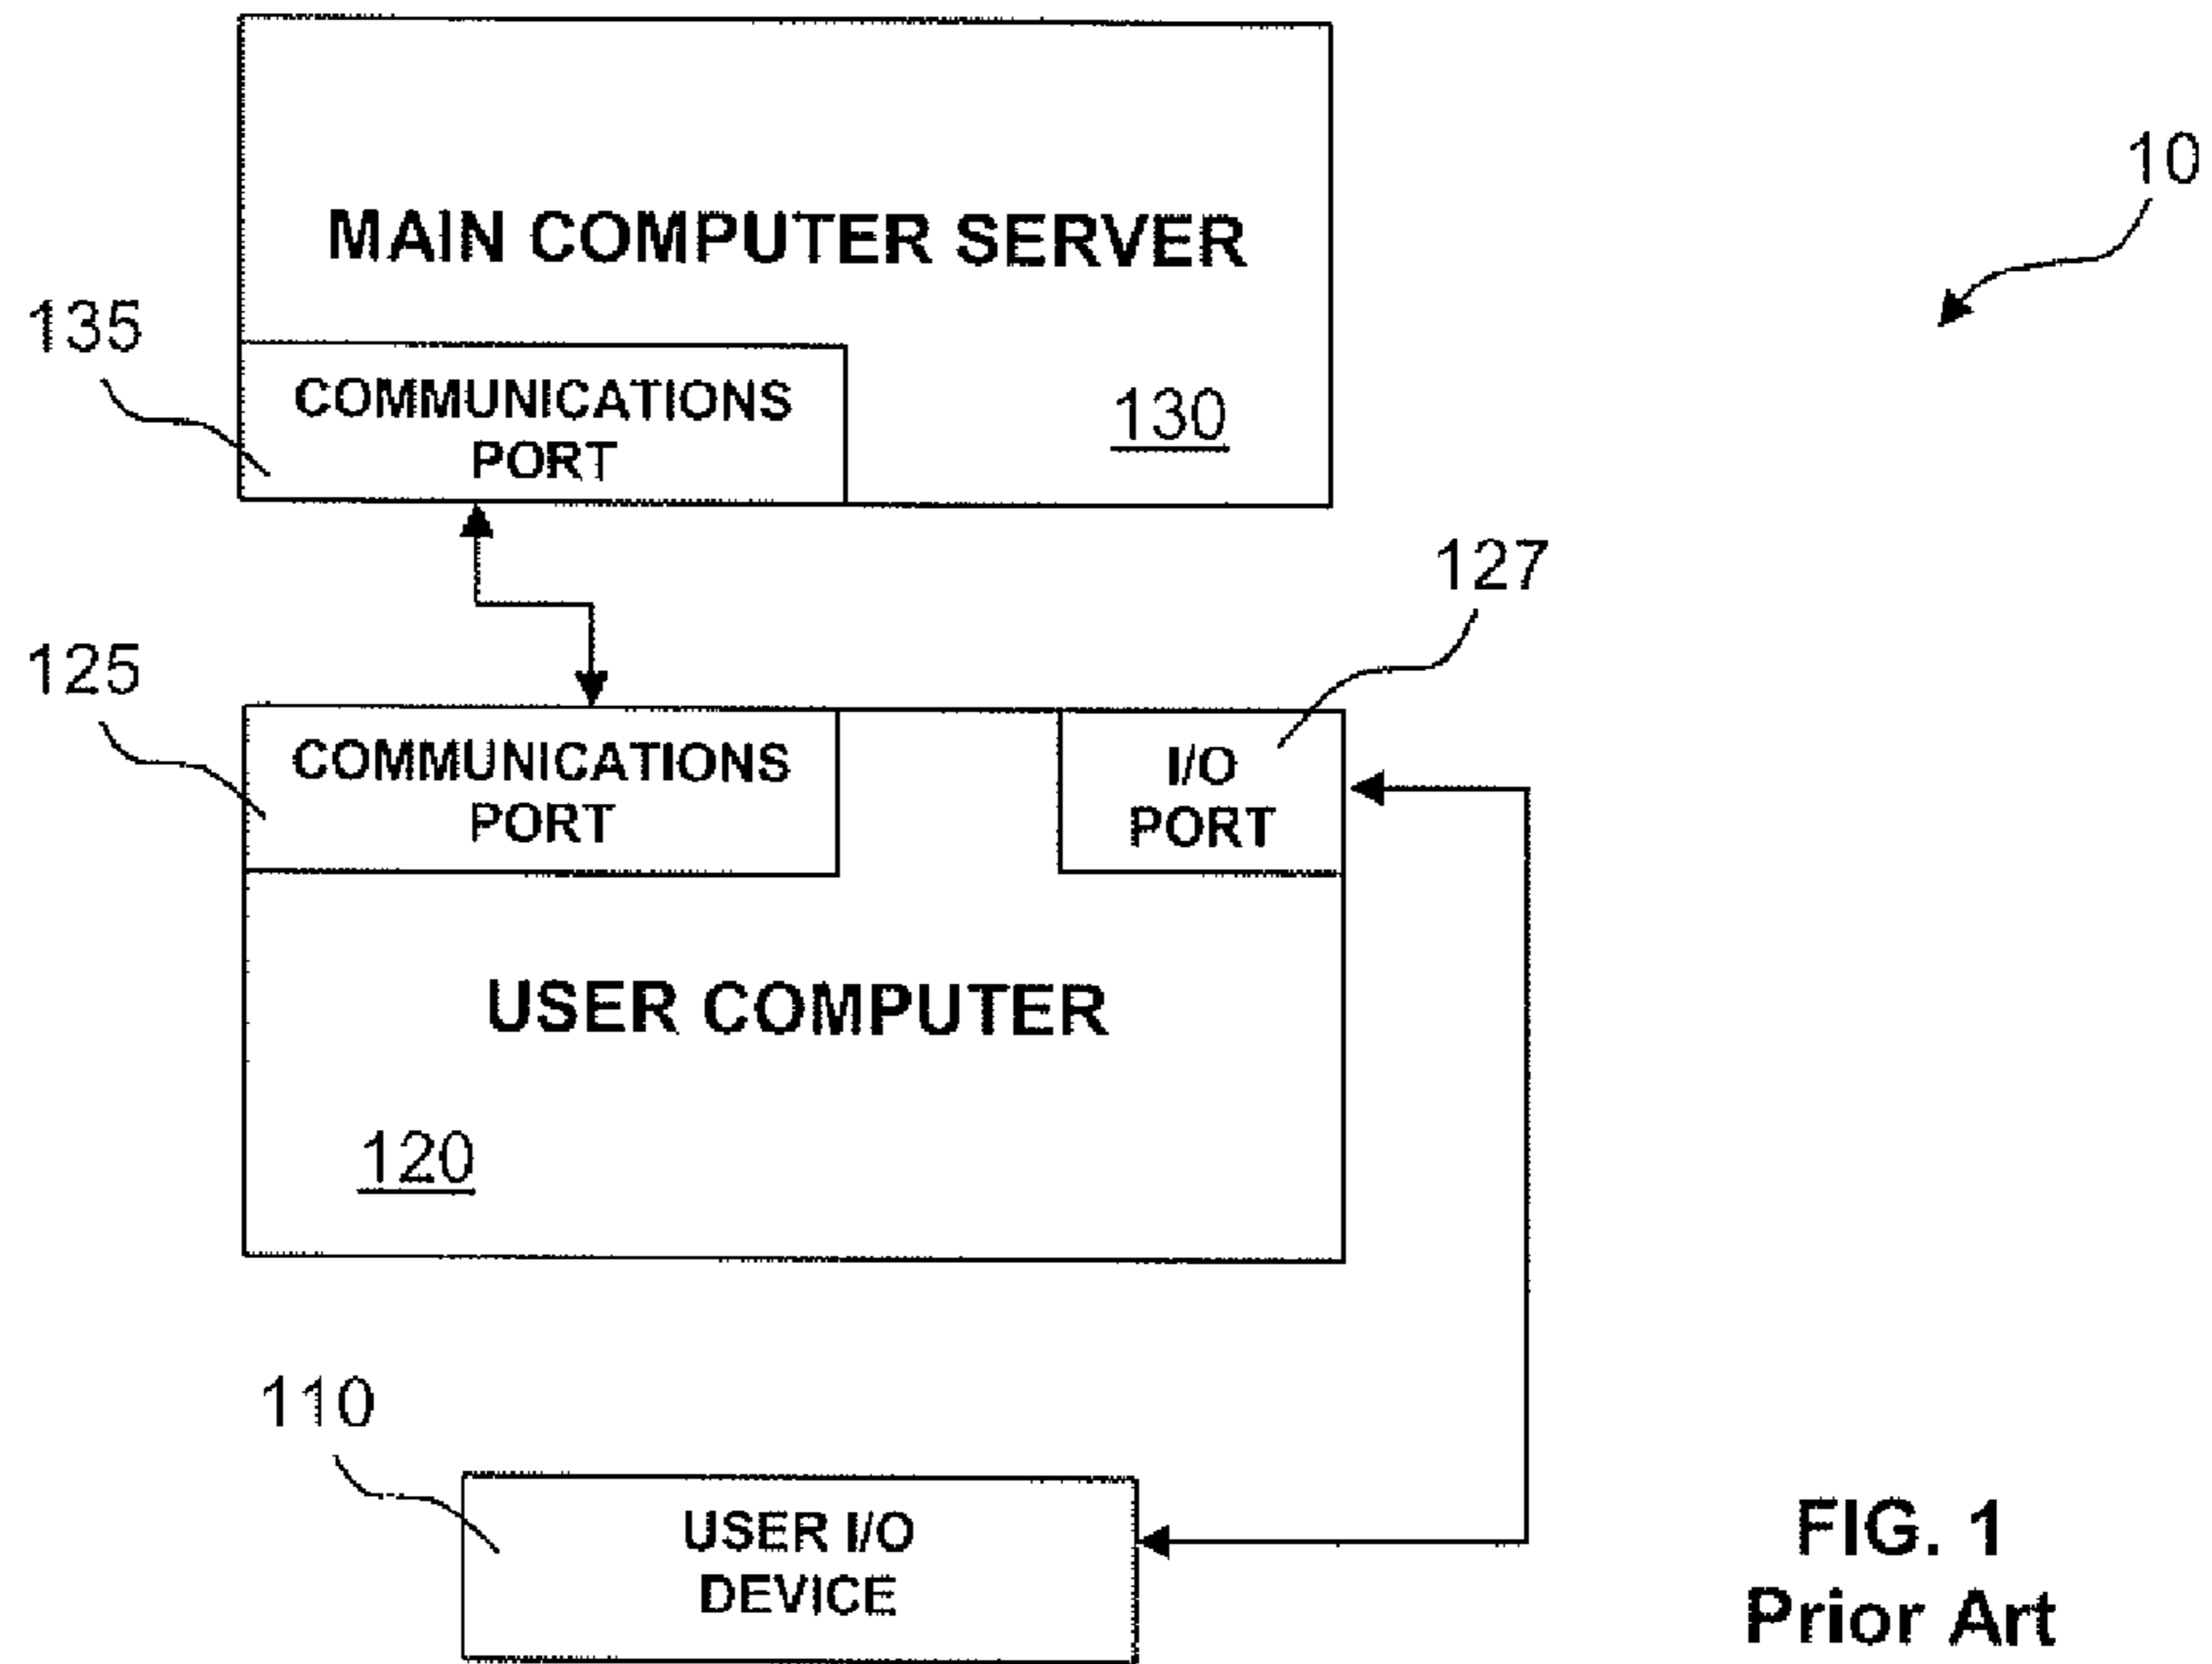 10
MAIN COMPUTER SERVER
135
COMMUNICATIONS
PORT
130
127
125
COMMUNICATIONS
PORT
I/O
PORT
USER COMPUTER
120
110
USER I/O
DEVICE
FIG. 1
Prior Art